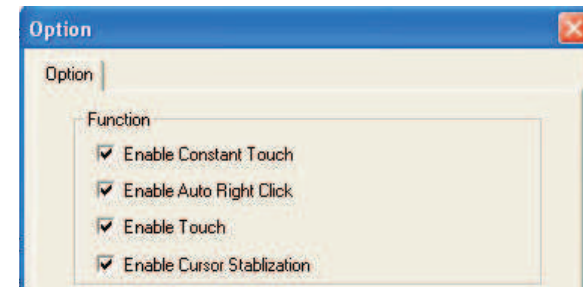 Option
Option
Function
Enable Constant Touch
Enable Auto Right Click
Enable Touch
Enable Cursor Stablization